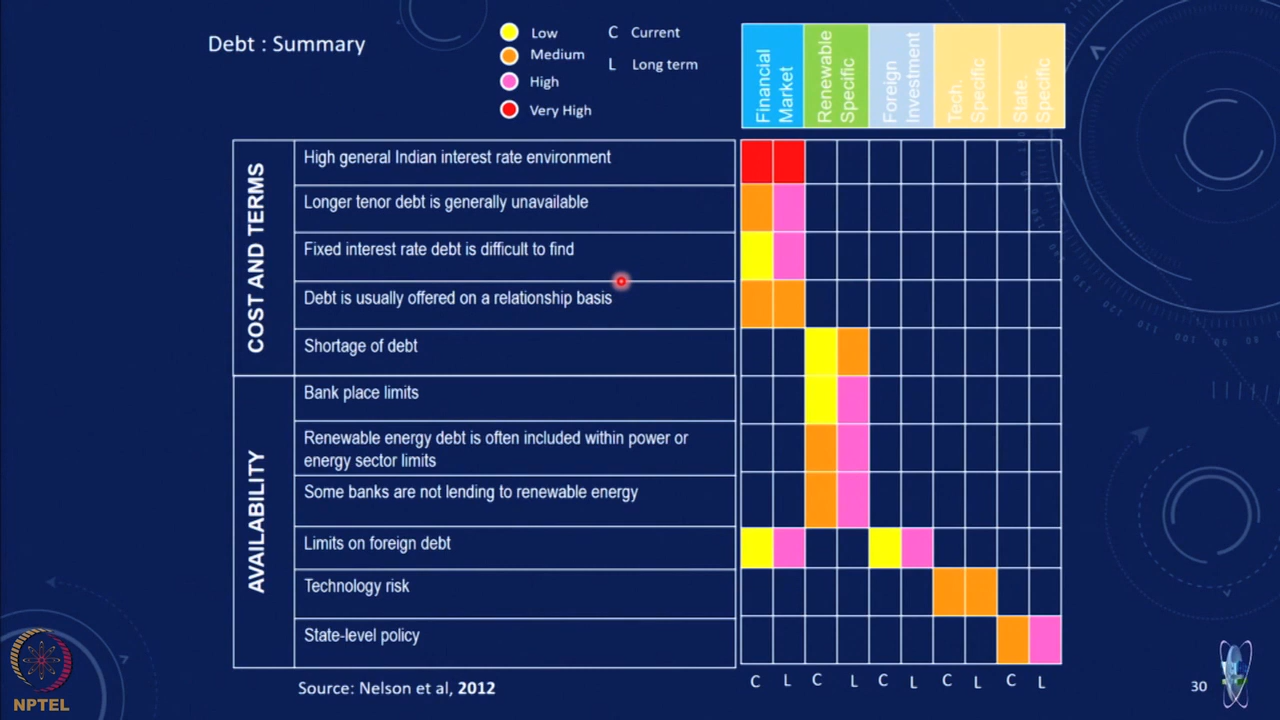 Debt : Summary
Low
Medium
High
Very High
C Current
L Long term
Financial
Market
Renewable
Specific
Foreign
Investment
Tech.
Specific
State.
Specific
COST AND TERMS
High general Indian interest rate environment
Longer tenor debt is generally unavailable
Fixed interest rate debt is difficult to find
Debt is usually offered on a relationship basis
Shortage of debt
AVAILABILITY
Bank place limits
Renewable energy debt is often included within power or
energy sector limits
Some banks are not lending to renewable energy
Limits on foreign debt
Technology risk
State-level policy
C L C L C L C L C L
Source: Nelson et al, 2012
30
NPTEL